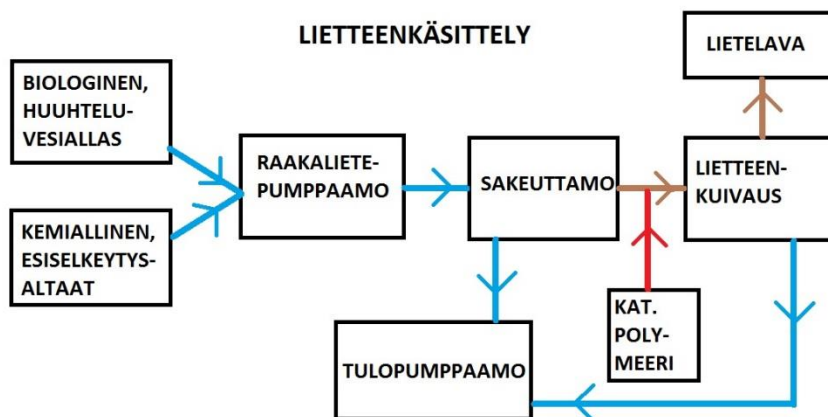 LIETTEENKÄSITTELY
BIOLOGINEN,
HUUHTELU-
VESIALLAS
KEMIALLINEN,
ESISELKEYTYS-
ALTAAT
RAAKALIETE-
PUMPPAAMO
SAKEUTTAMO
LIETELAVA
LIETTEEN-
KUIVAUS
KAT.
POLY-
MEERI
TULOPUMPPAAMO